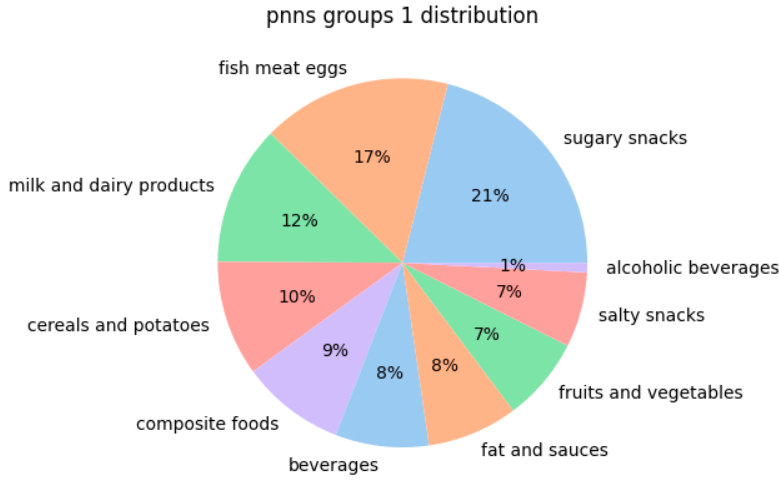 pnns groups 1 distribution
fish meat eggs
sugary snacks
17%
21%
milk and dairy products
12%
1%
alcoholic beverages
10%
7%
salty snacks
cereals and potatoes
7%
9%
8%
8%
fruits and vegetables
composite foods
fat and sauces
beverages